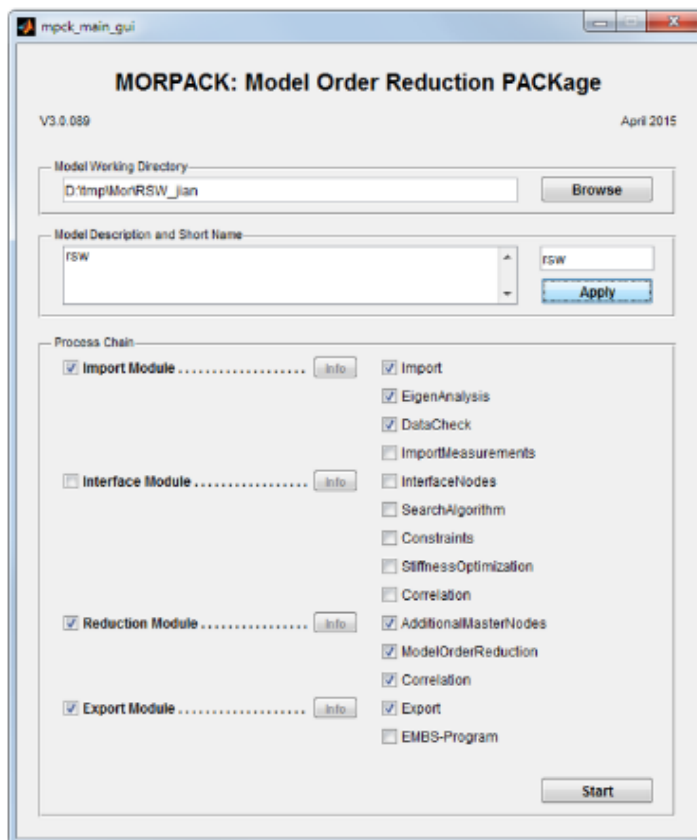 mpck_main_gui
MORPACK: Model Order Reduction PACKage
V3.0.089 April 2015
Model Working Directory
D:\tmp\Mor\RSW_jian Browse
Model Description and Short Name
rsw rsw
Apply
Process Chain
Import Module . . . . . . . . . . . . . . . . . . . Info Import
EigenAnalysis
DataCheck
ImportMeasurements
Interface Module . . . . . . . . . . . . . . . . . Info InterfaceNodes
SearchAlgorithm
Constraints
StiffnessOptimization
Correlation
Reduction Module . . . . . . . . . . . . . . . . Info AdditionalMasterNodes
ModelOrderReduction
Correlation
Export Module . . . . . . . . . . . . . . . . . . . Info Export
EMBS-Program
Start